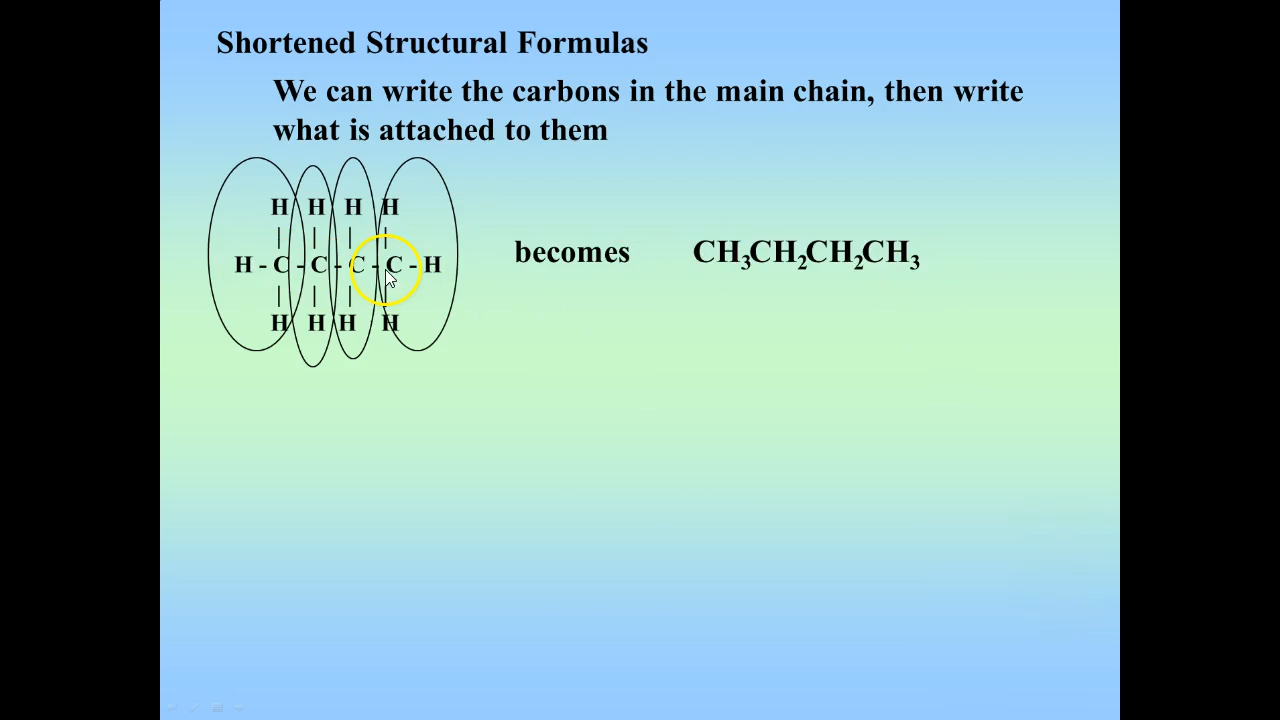 Shortened Structural Formulas
We can write the carbons in the main chain, then write
what is attached to them
H H H H
| | | |
H - C - C - C - C - H
| | | |
H H H H
becomes CH₃CH₂CH₂CH₃